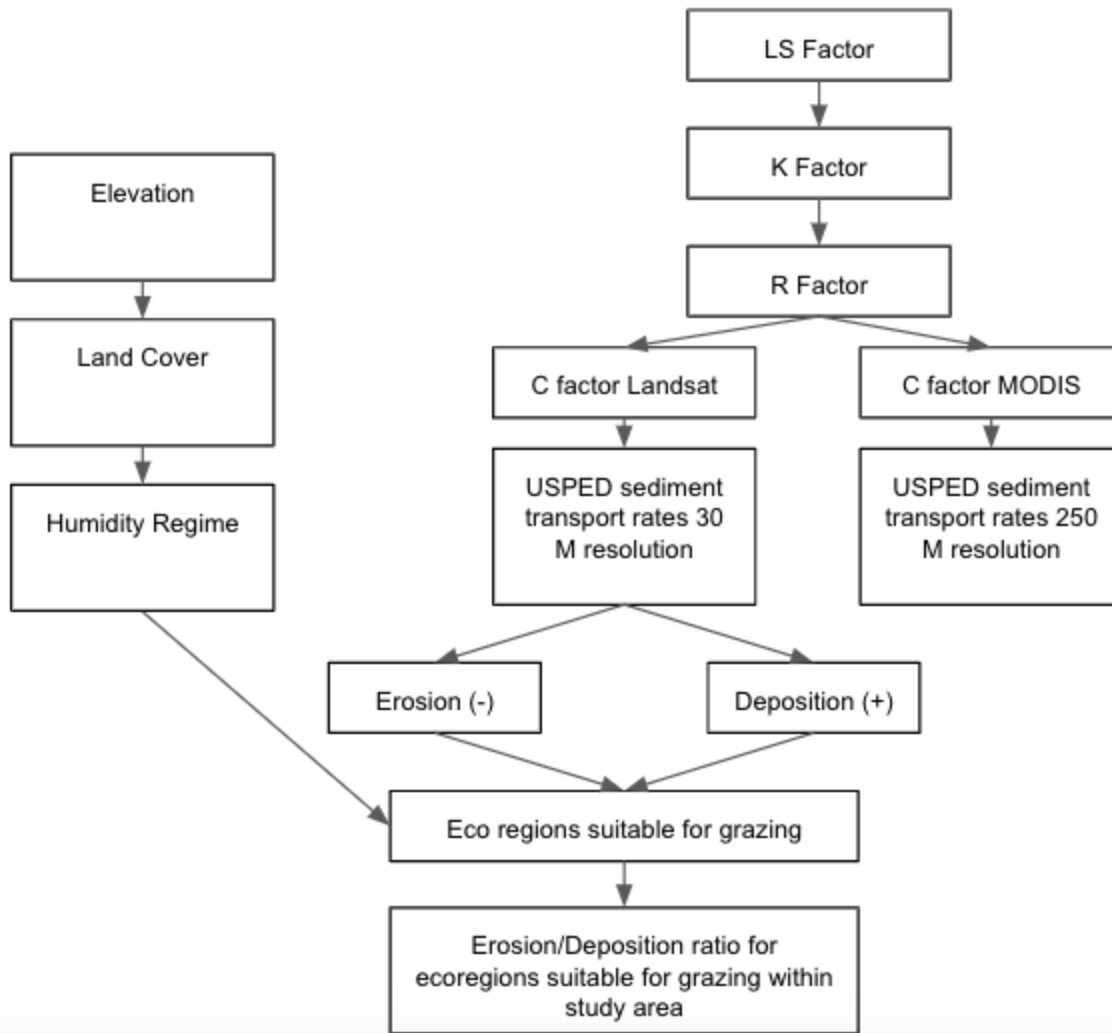 LS Factor
K Factor
Elevation
R Factor
Land Cover
C factor Landsat
C factor MODIS
USPED sediment
transport rates 30
M resolution
USPED sediment
transport rates 250
M resolution
Humidity Regime
Erosion (-)
Deposition (+)
Eco regions suitable for grazing
Erosion/Deposition ratio for
ecoregions suitable for grazing within
study area